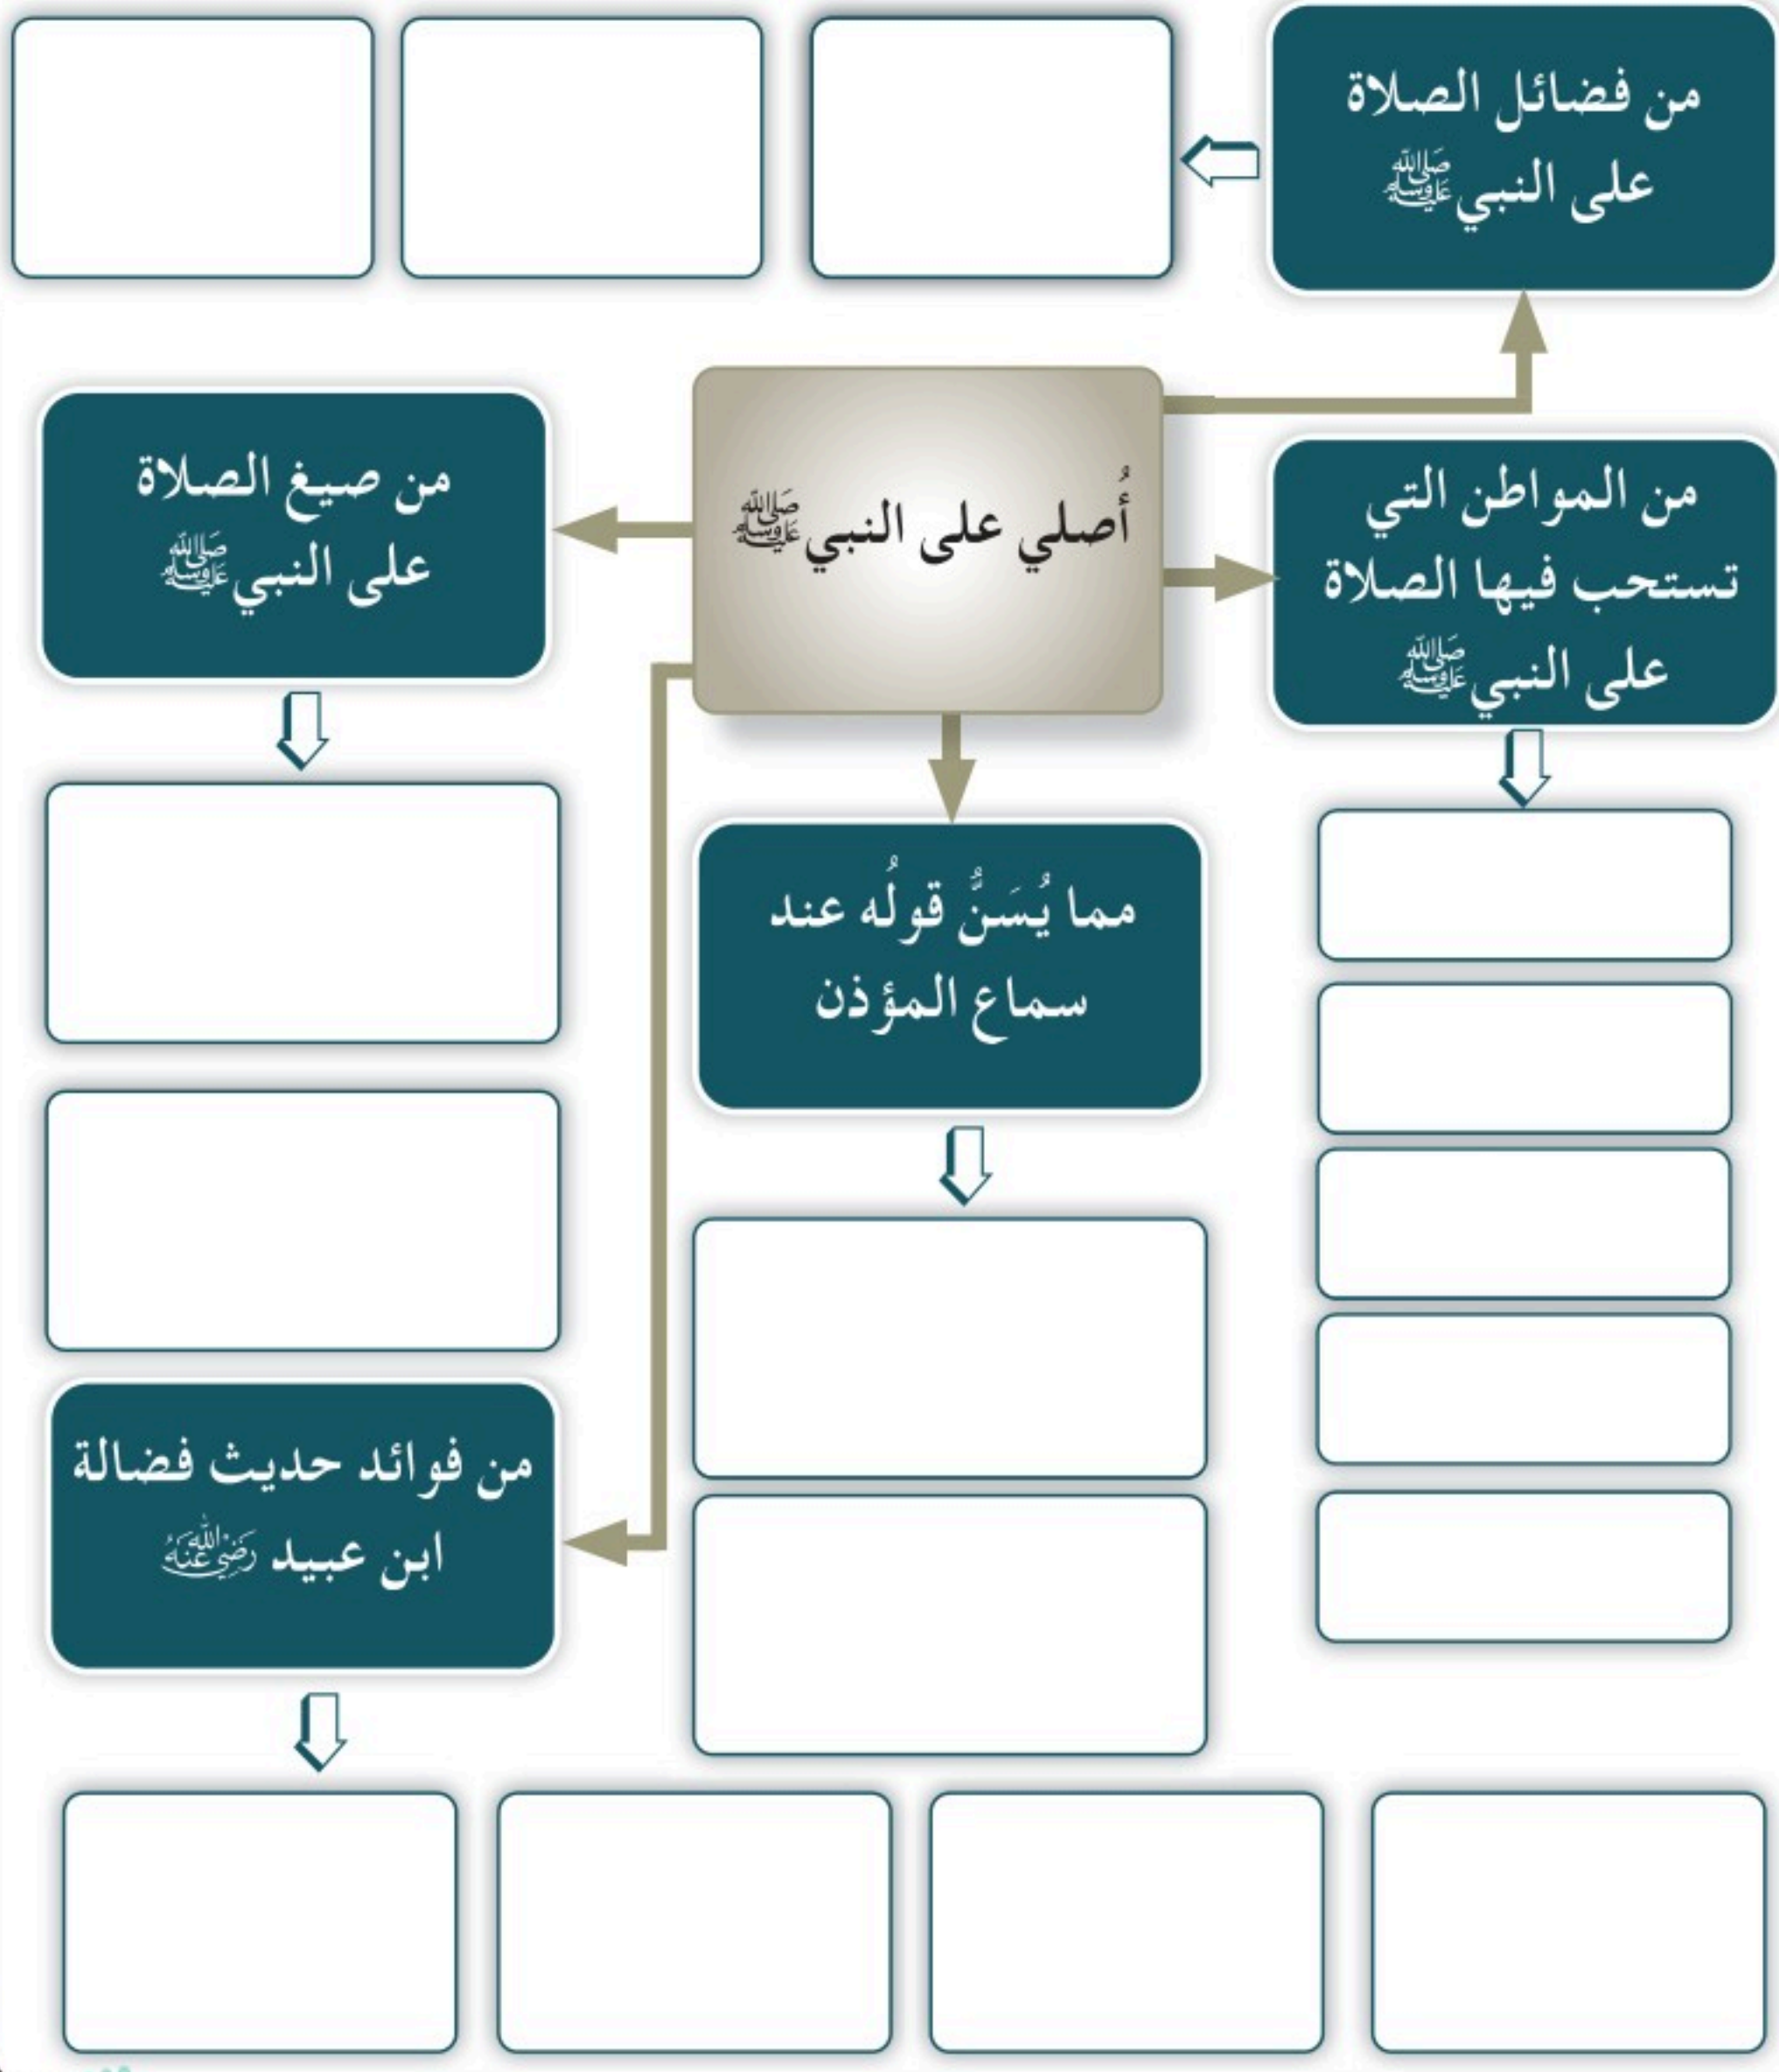 من فضائل الصلاة
على النبي ﷺ
أُصلي على النبي ﷺ
من المواطن التي
تستحب فيها الصلاة
على النبي ﷺ
من صيغ الصلاة
على النبي ﷺ
مما يُسَنُّ قولُه عند
سماع المؤذن
من فوائد حديث فضالة
ابن عبيد رَضِيَ اللهُ عَنْهُ